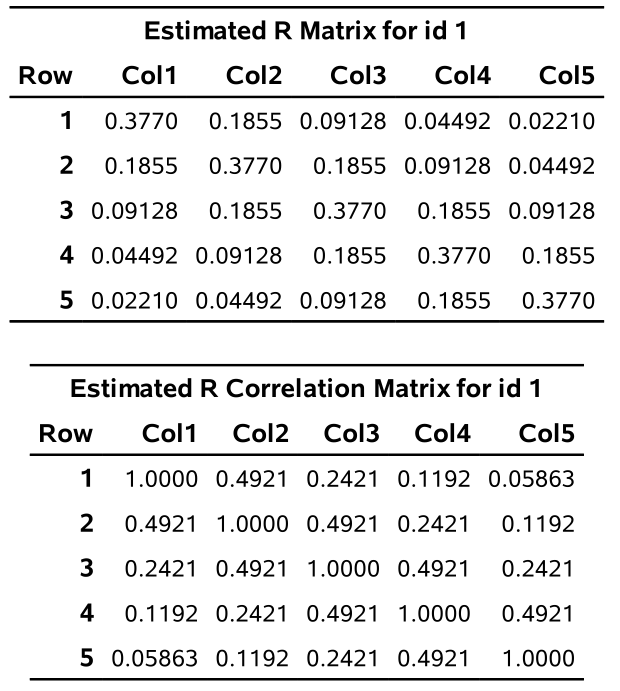 Estimated R Matrix for id 1
Row Col1 Col2 Col3 Col4 Col5
1 0.3770 0.1855 0.09128 0.04492 0.02210
2 0.1855 0.3770 0.1855 0.09128 0.04492
3 0.09128 0.1855 0.3770 0.1855 0.09128
4 0.04492 0.09128 0.1855 0.3770 0.1855
5 0.02210 0.04492 0.09128 0.1855 0.3770
Estimated R Correlation Matrix for id 1
Row Col1 Col2 Col3 Col4 Col5
1 1.0000 0.4921 0.2421 0.1192 0.05863
2 0.4921 1.0000 0.4921 0.2421 0.1192
3 0.2421 0.4921 1.0000 0.4921 0.2421
4 0.1192 0.2421 0.4921 1.0000 0.4921
5 0.05863 0.1192 0.2421 0.4921 1.0000